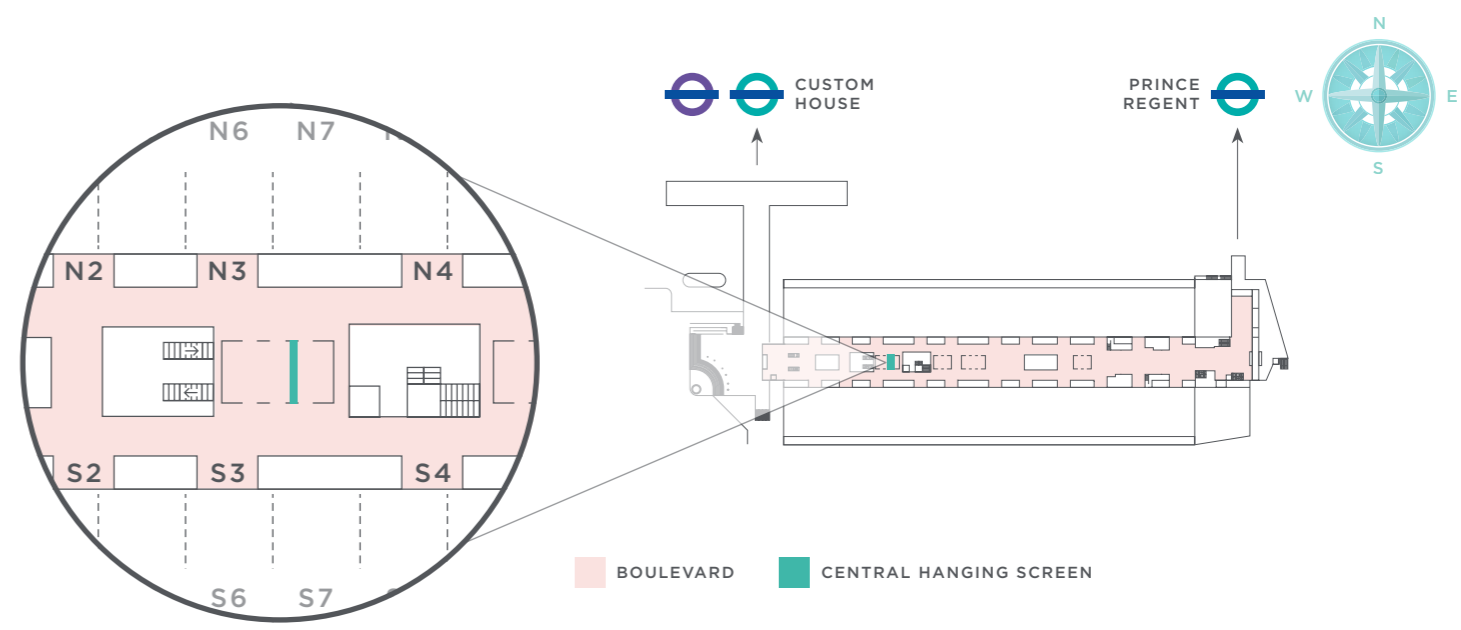 N
CUSTOM
HOUSE
PRINCE
REGENT
W
E
S
N6 N7
N2 N3 N4
S2 S3 S4
S6 S7
BOULEVARD
CENTRAL HANGING SCREEN